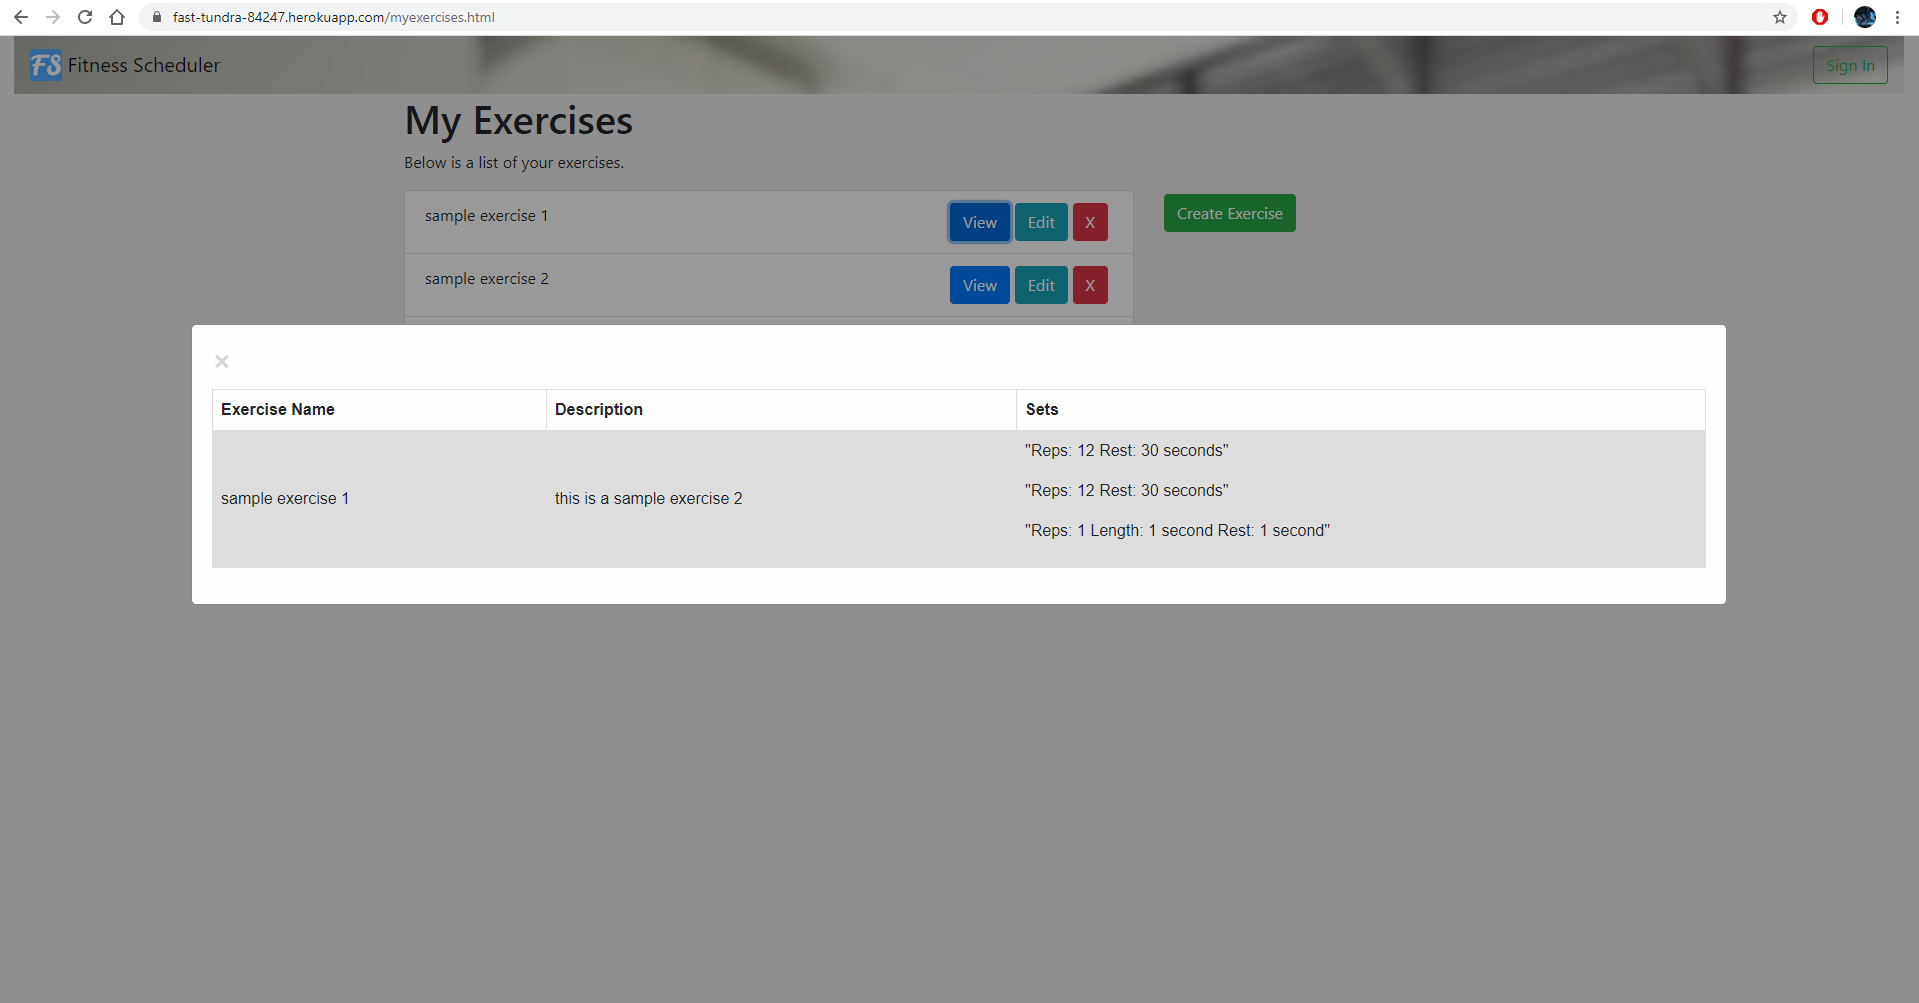 fast-tundra-84247.herokuapp.com/myexercises.html
FS Fitness Scheduler
Sign In
My Exercises
Below is a list of your exercises.
sample exercise 1 View Edit X
Create Exercise
sample exercise 2 View Edit X
×
Exercise Name Description Sets
"Reps: 12 Rest: 30 seconds"
sample exercise 1 this is a sample exercise 2 "Reps: 12 Rest: 30 seconds"
"Reps: 1 Length: 1 second Rest: 1 second"